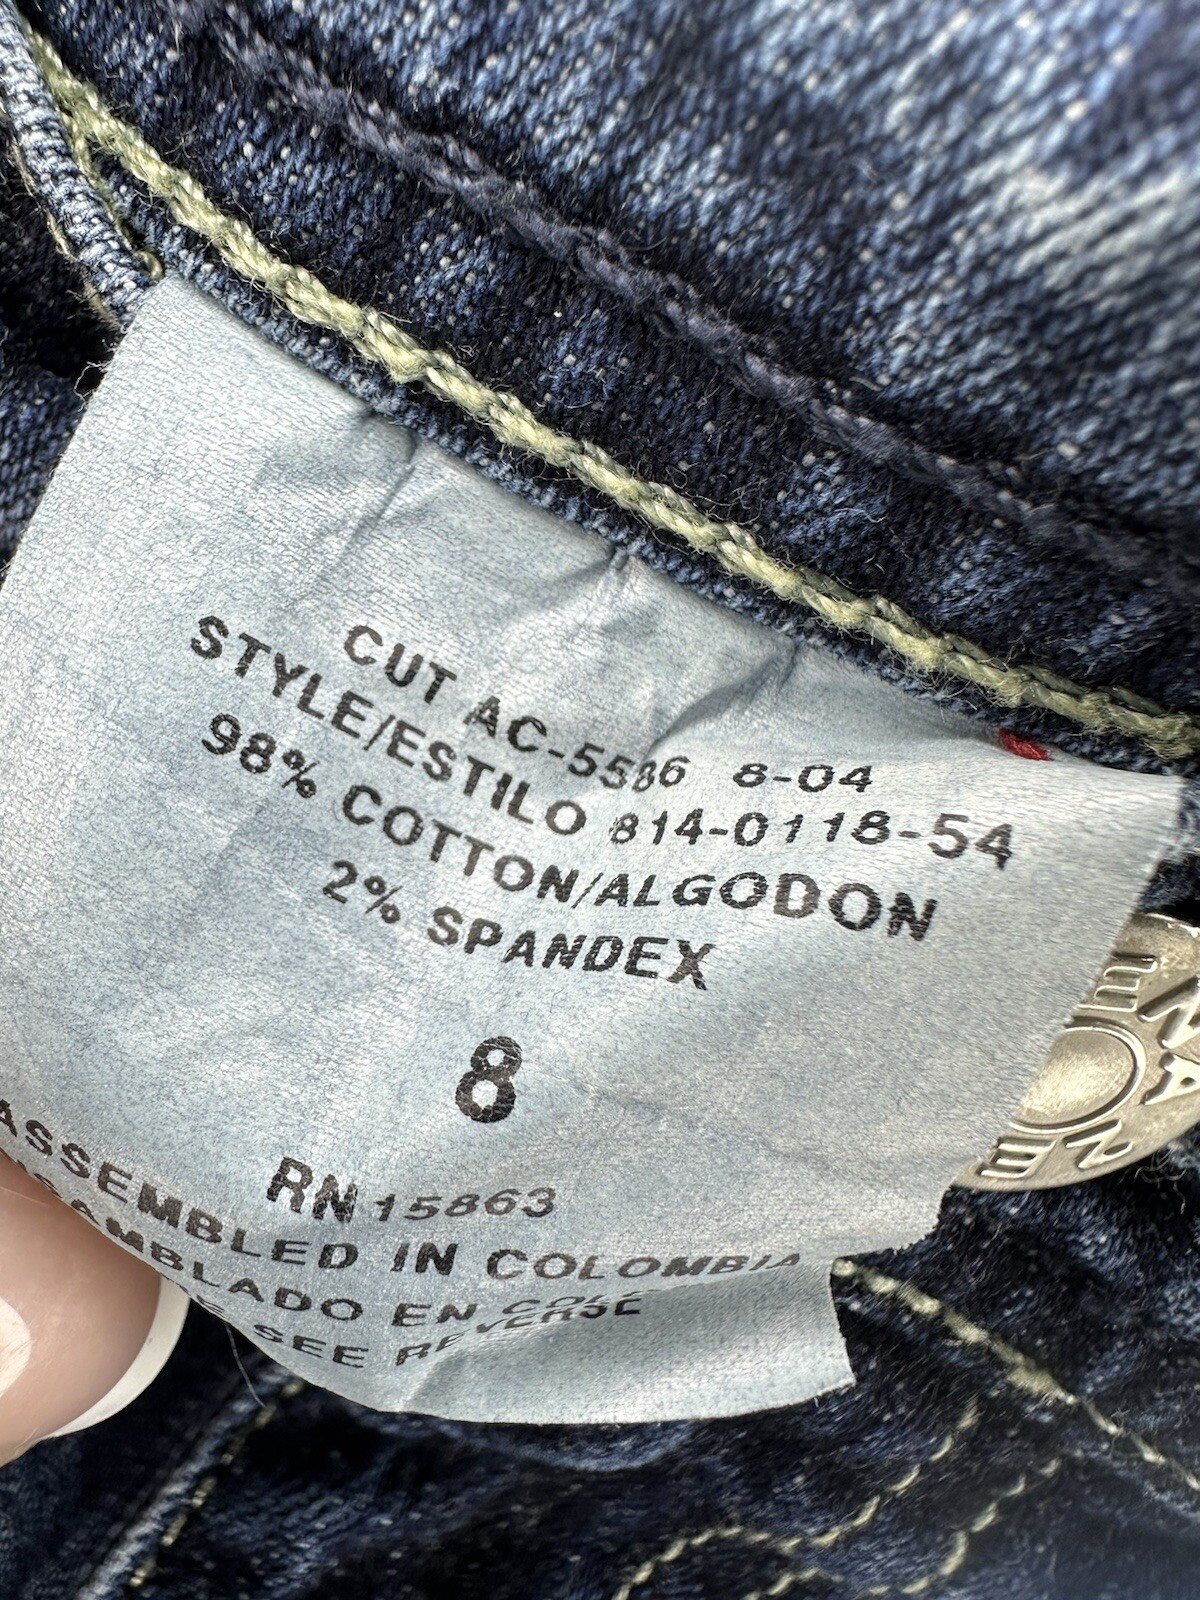 CUT AC-5586 8-04
STYLE/ESTILO 814-0118-54
98% COTTON/ALGODON
2% SPANDEX
8
RN 15863
ASSEMBLED IN COLOMBIA
EN
SEE REVERSE